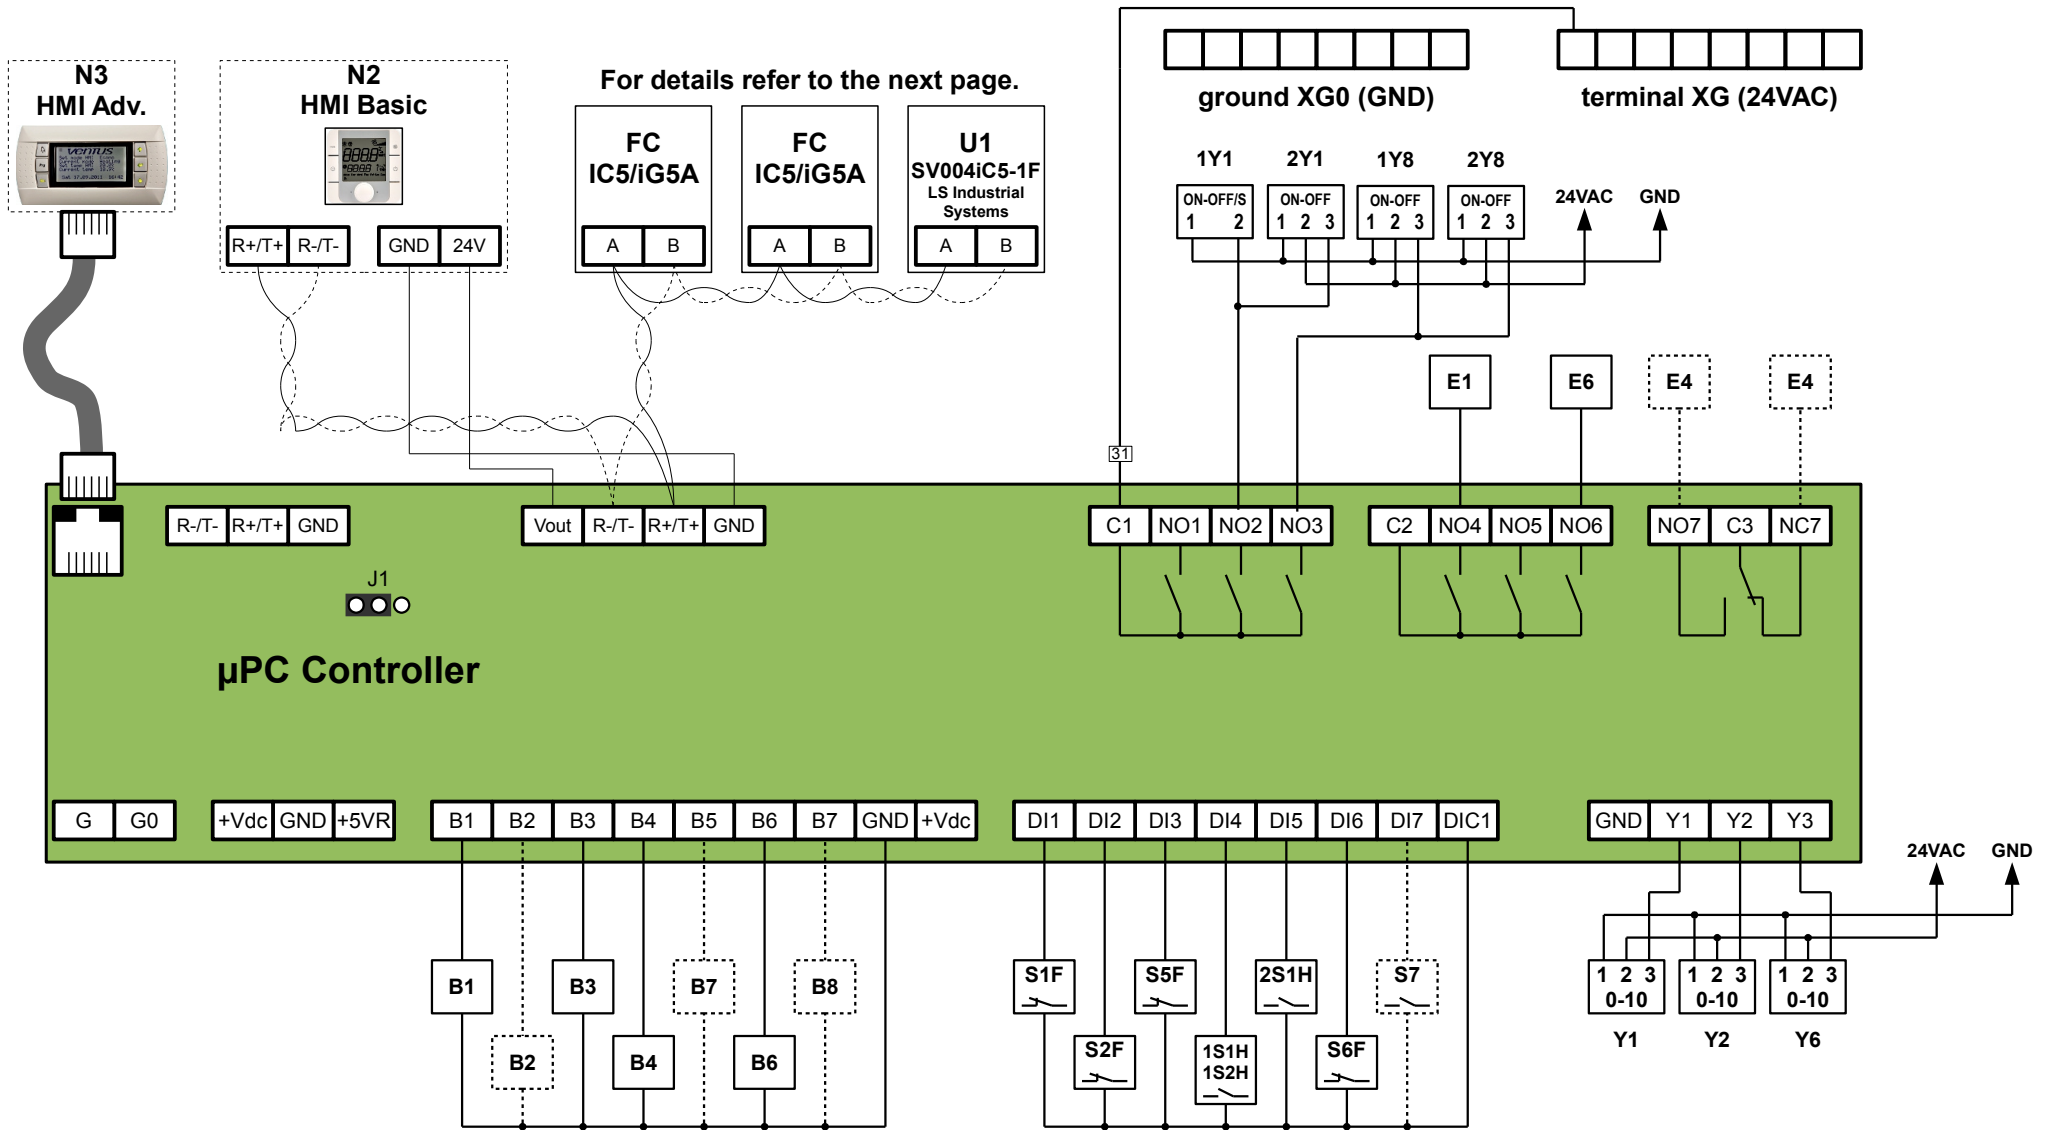 N3
HMI Adv.
VENTUS
N2
HMI Basic
R+/T+ R-/T- GND 24V
For details refer to the next page.
FC
IC5/iG5A
A B
FC
IC5/iG5A
A B
U1
SV004iC5-1F
LS Industrial
Systems
A B
ground XG0 (GND)
terminal XG (24VAC)
1Y1 2Y1 1Y8 2Y8
24VAC GND
ON-OFF/S ON-OFF ON-OFF ON-OFF
1 2 1 2 3 1 2 3 1 2 3
E1 E6 E4 E4
31
R-/T- R+/T+ GND
Vout R-/T- R+/T+ GND
C1 NO1 NO2 NO3
C2 NO4 NO5 NO6
NO7 C3 NC7
J1
µPC Controller
G G0
+Vdc GND +5VR
B1 B2 B3 B4 B5 B6 B7 GND +Vdc
DI1 DI2 DI3 DI4 DI5 DI6 DI7 DIC1
GND Y1 Y2 Y3
24VAC GND
B1 B3 B7 B8
B2 B4 B6
S1F S5F 2S1H S7
S2F 1S1H S6F
1S2H
1 2 3 1 2 3 1 2 3
0-10 0-10 0-10
Y1 Y2 Y6